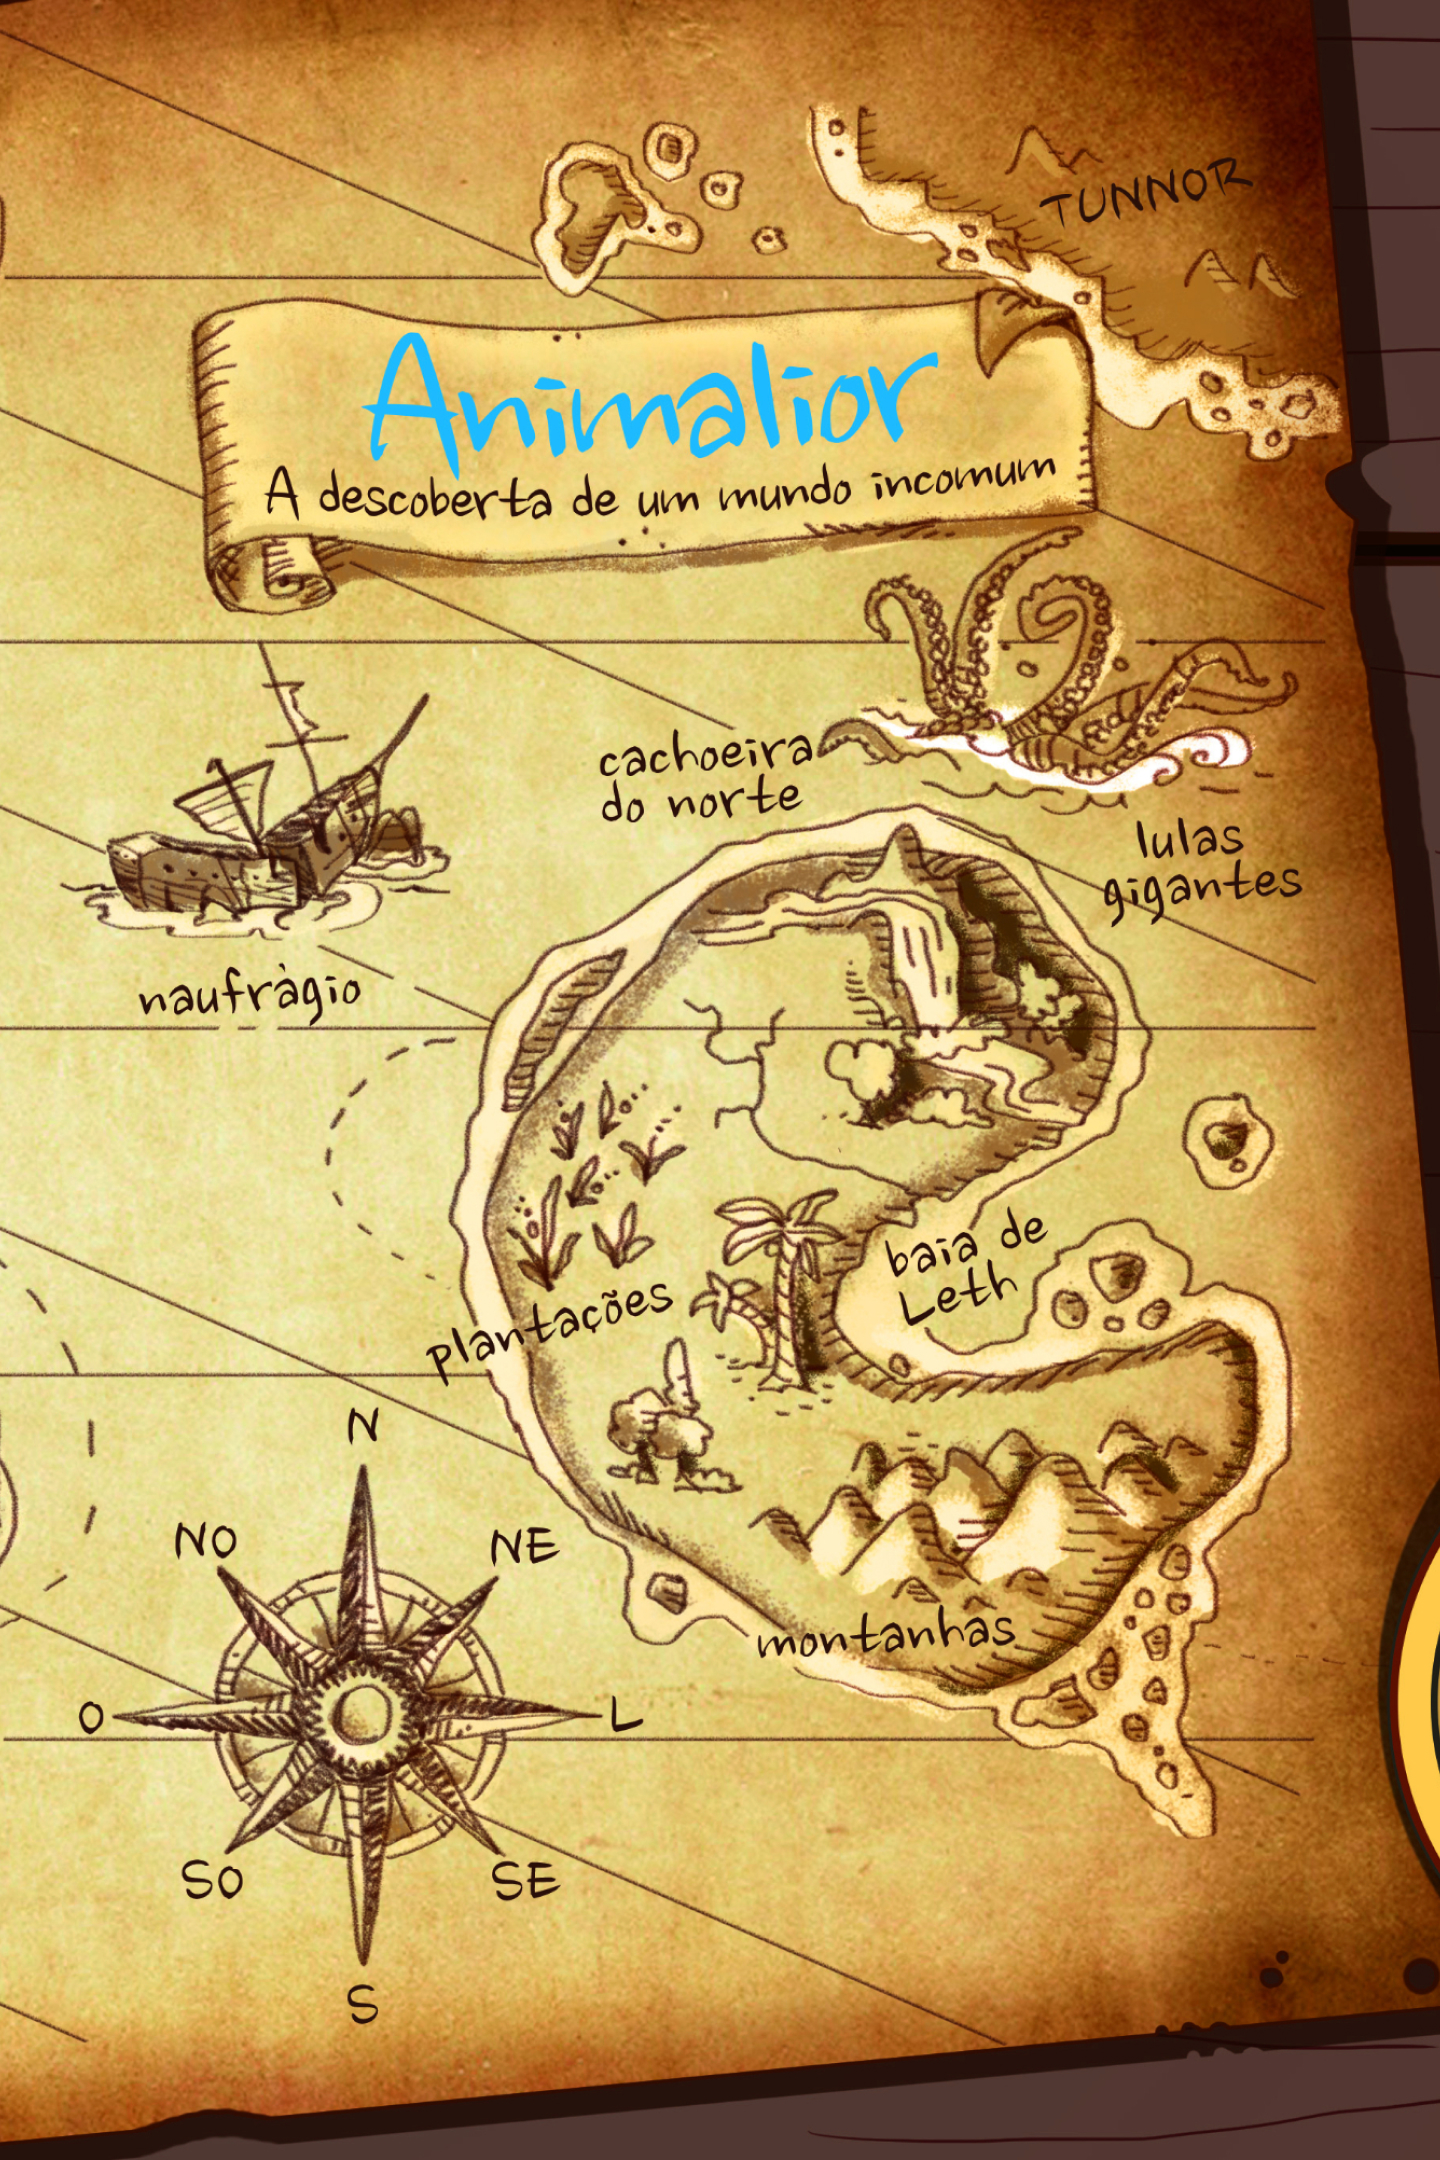 TUNNOR
Animalior
A descoberta de um mundo incomum
cachoeira
do norte
lulas
gigantes
naufràgio
baia de
Leth
plantações
montanhas
N
NO
NE
O
L
SO
SE
S